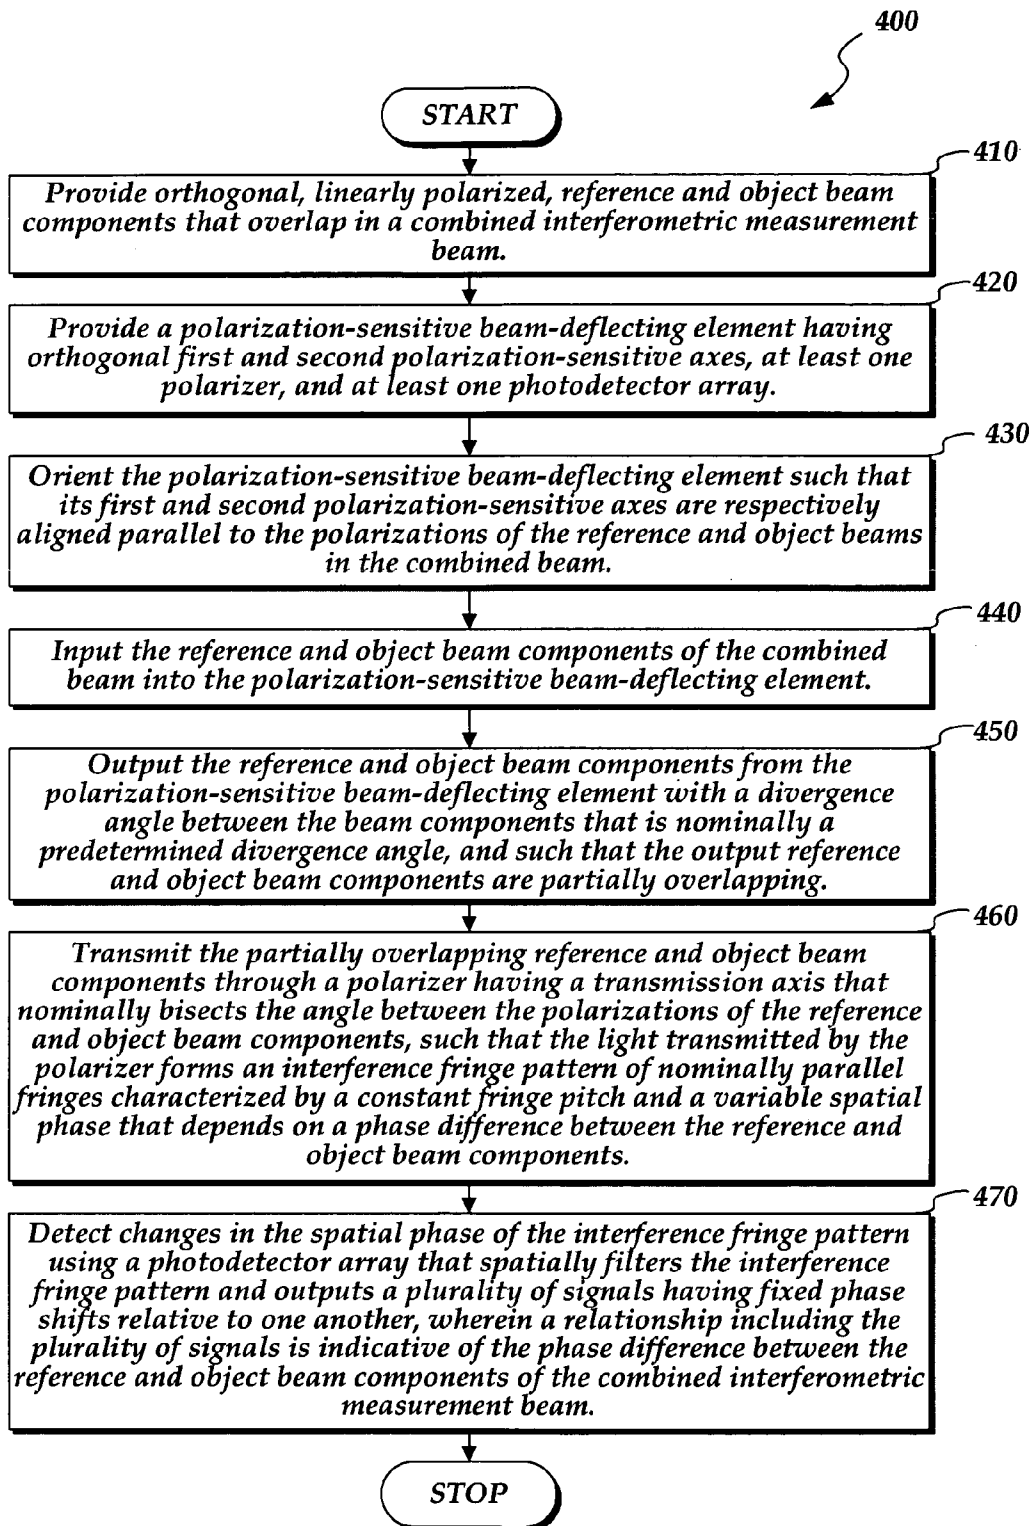 400
START
410
Provide orthogonal, linearly polarized, reference and object beam
components that overlap in a combined interferometric measurement
beam.
420
Provide a polarization-sensitive beam-deflecting element having
orthogonal first and second polarization-sensitive axes, at least one
polarizer, and at least one photodetector array.
430
Orient the polarization-sensitive beam-deflecting element such that
its first and second polarization-sensitive axes are respectively
aligned parallel to the polarizations of the reference and object beams
in the combined beam.
440
Input the reference and object beam components of the combined
beam into the polarization-sensitive beam-deflecting element.
450
Output the reference and object beam components from the
polarization-sensitive beam-deflecting element with a divergence
angle between the beam components that is nominally a
predetermined divergence angle, and such that the output reference
and object beam components are partially overlapping.
460
Transmit the partially overlapping reference and object beam
components through a polarizer having a transmission axis that
nominally bisects the angle between the polarizations of the reference
and object beam components, such that the light transmitted by the
polarizer forms an interference fringe pattern of nominally parallel
fringes characterized by a constant fringe pitch and a variable spatial
phase that depends on a phase difference between the reference and
object beam components.
470
Detect changes in the spatial phase of the interference fringe pattern
using a photodetector array that spatially filters the interference
fringe pattern and outputs a plurality of signals having fixed phase
shifts relative to one another, wherein a relationship including the
plurality of signals is indicative of the phase difference between the
reference and object beam components of the combined interferometric
measurement beam.
STOP